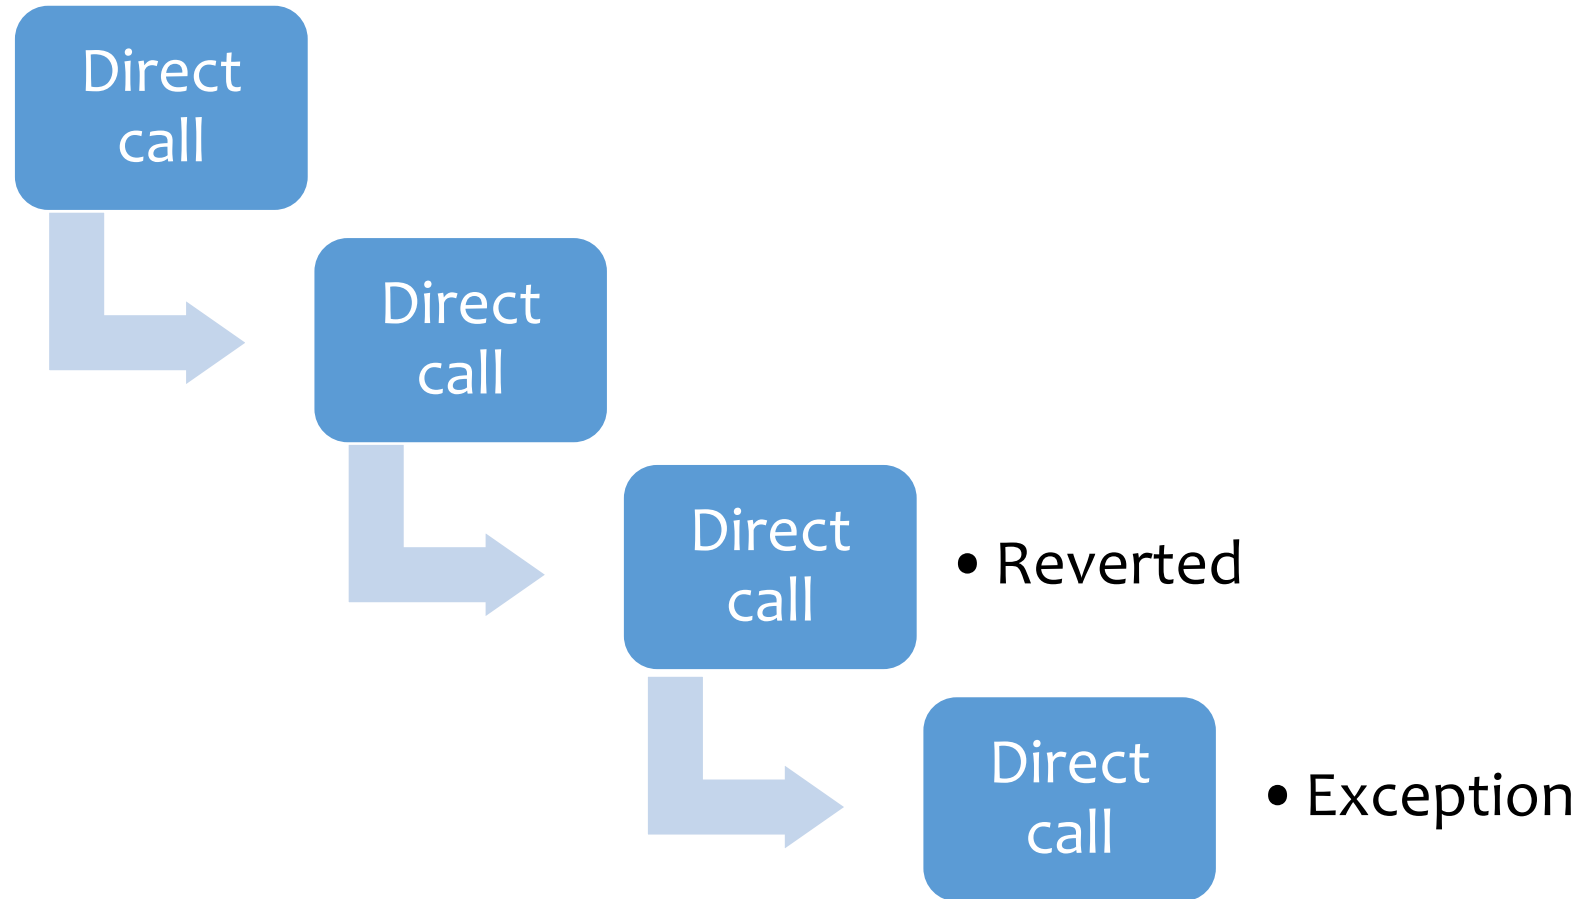 Direct
call
Direct
call
Direct
call
• Reverted
Direct
call
• Exception